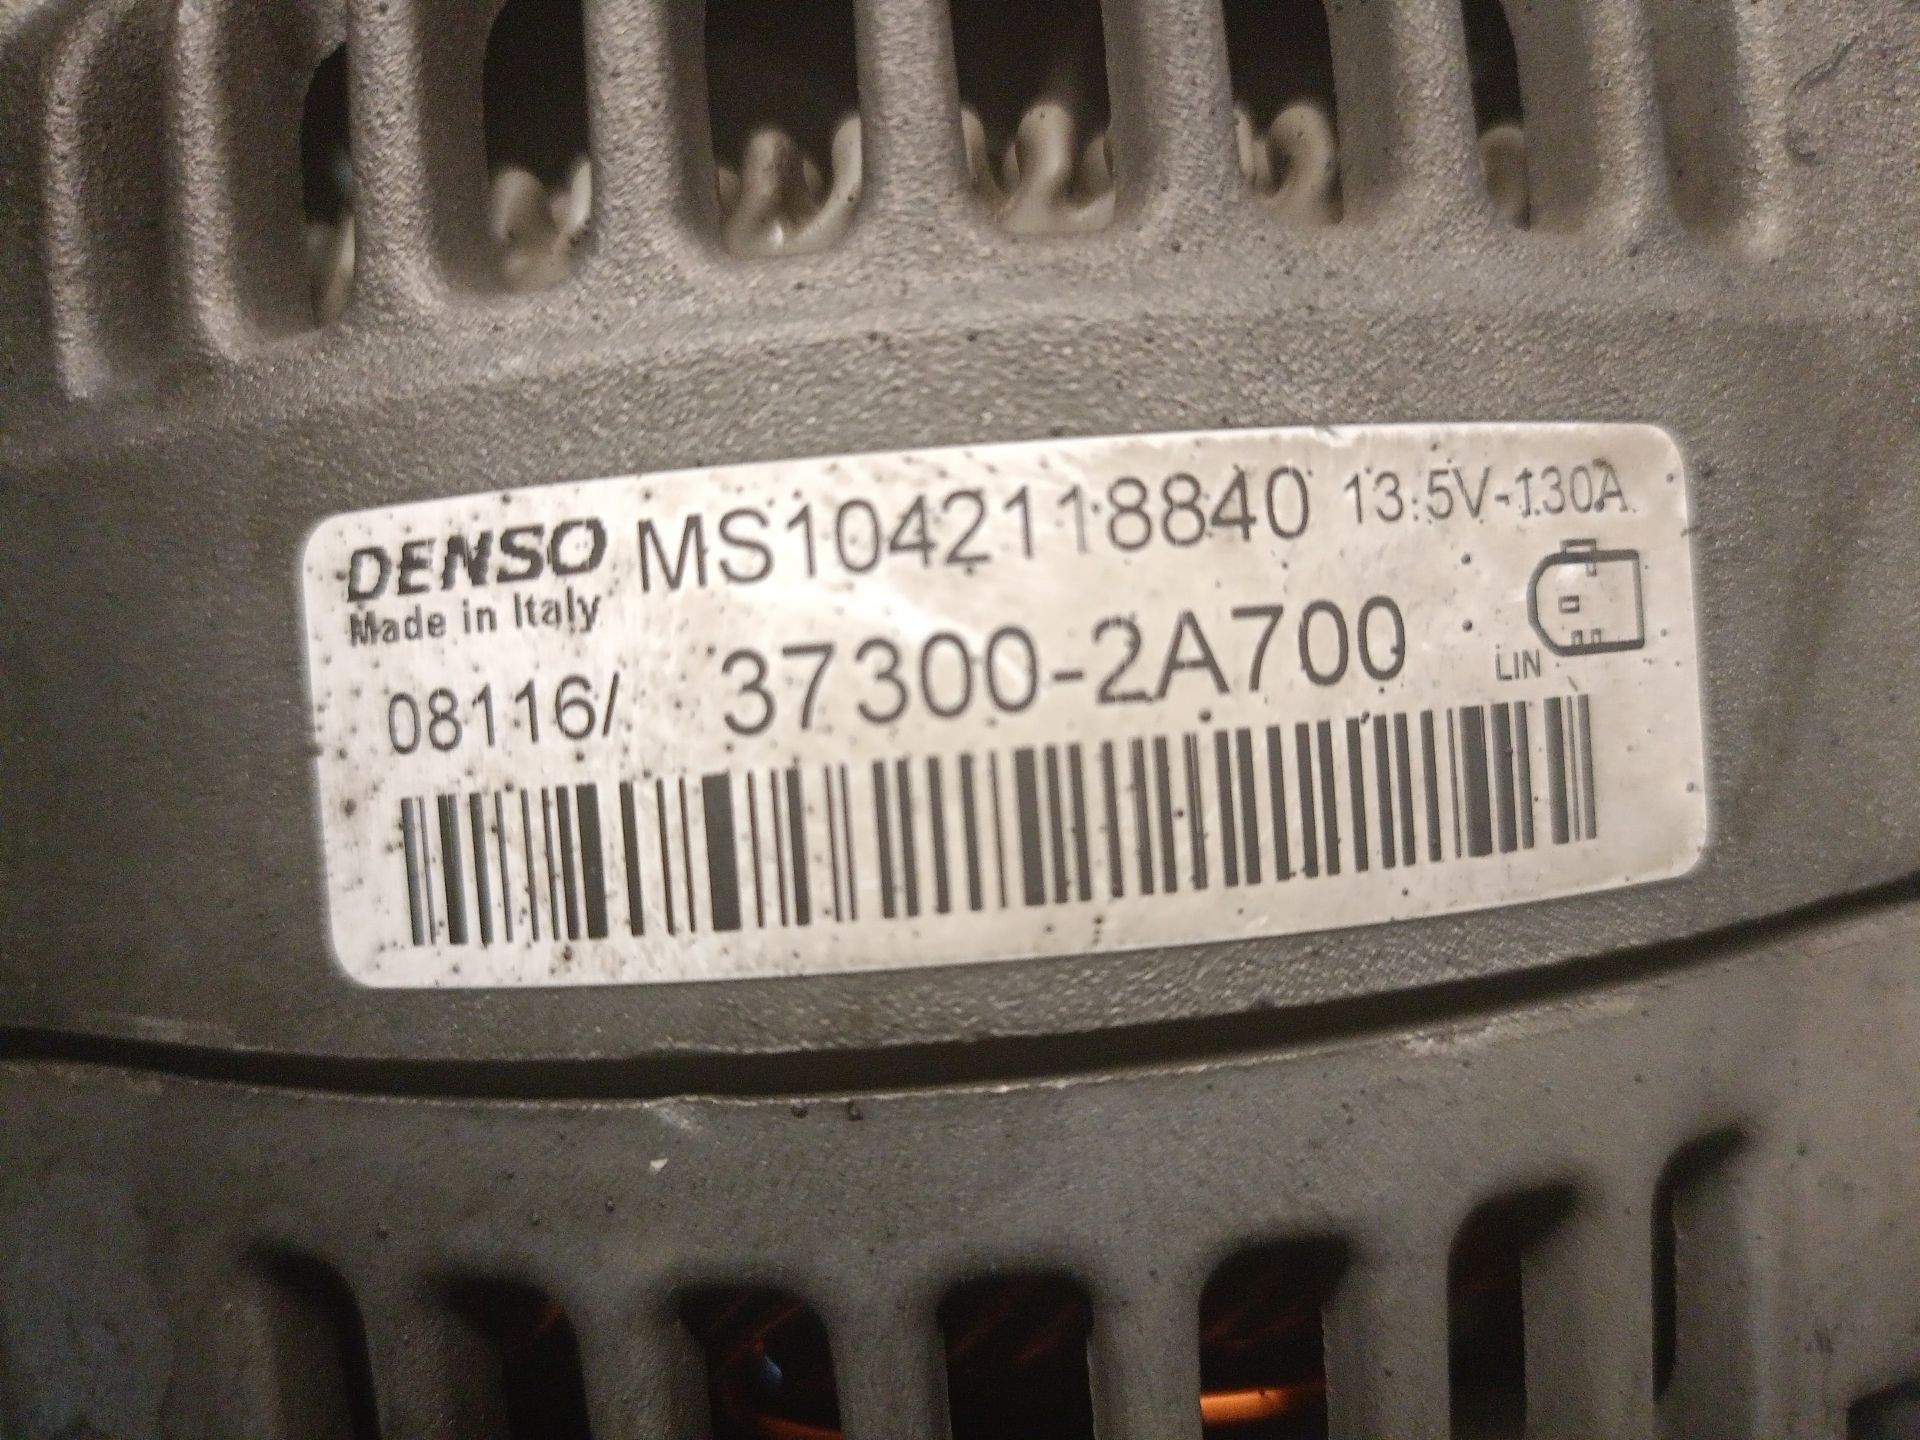 DENSO MS1042118840 13.5V-130A
Made in Italy
08116/ 37300-2A700
LIN